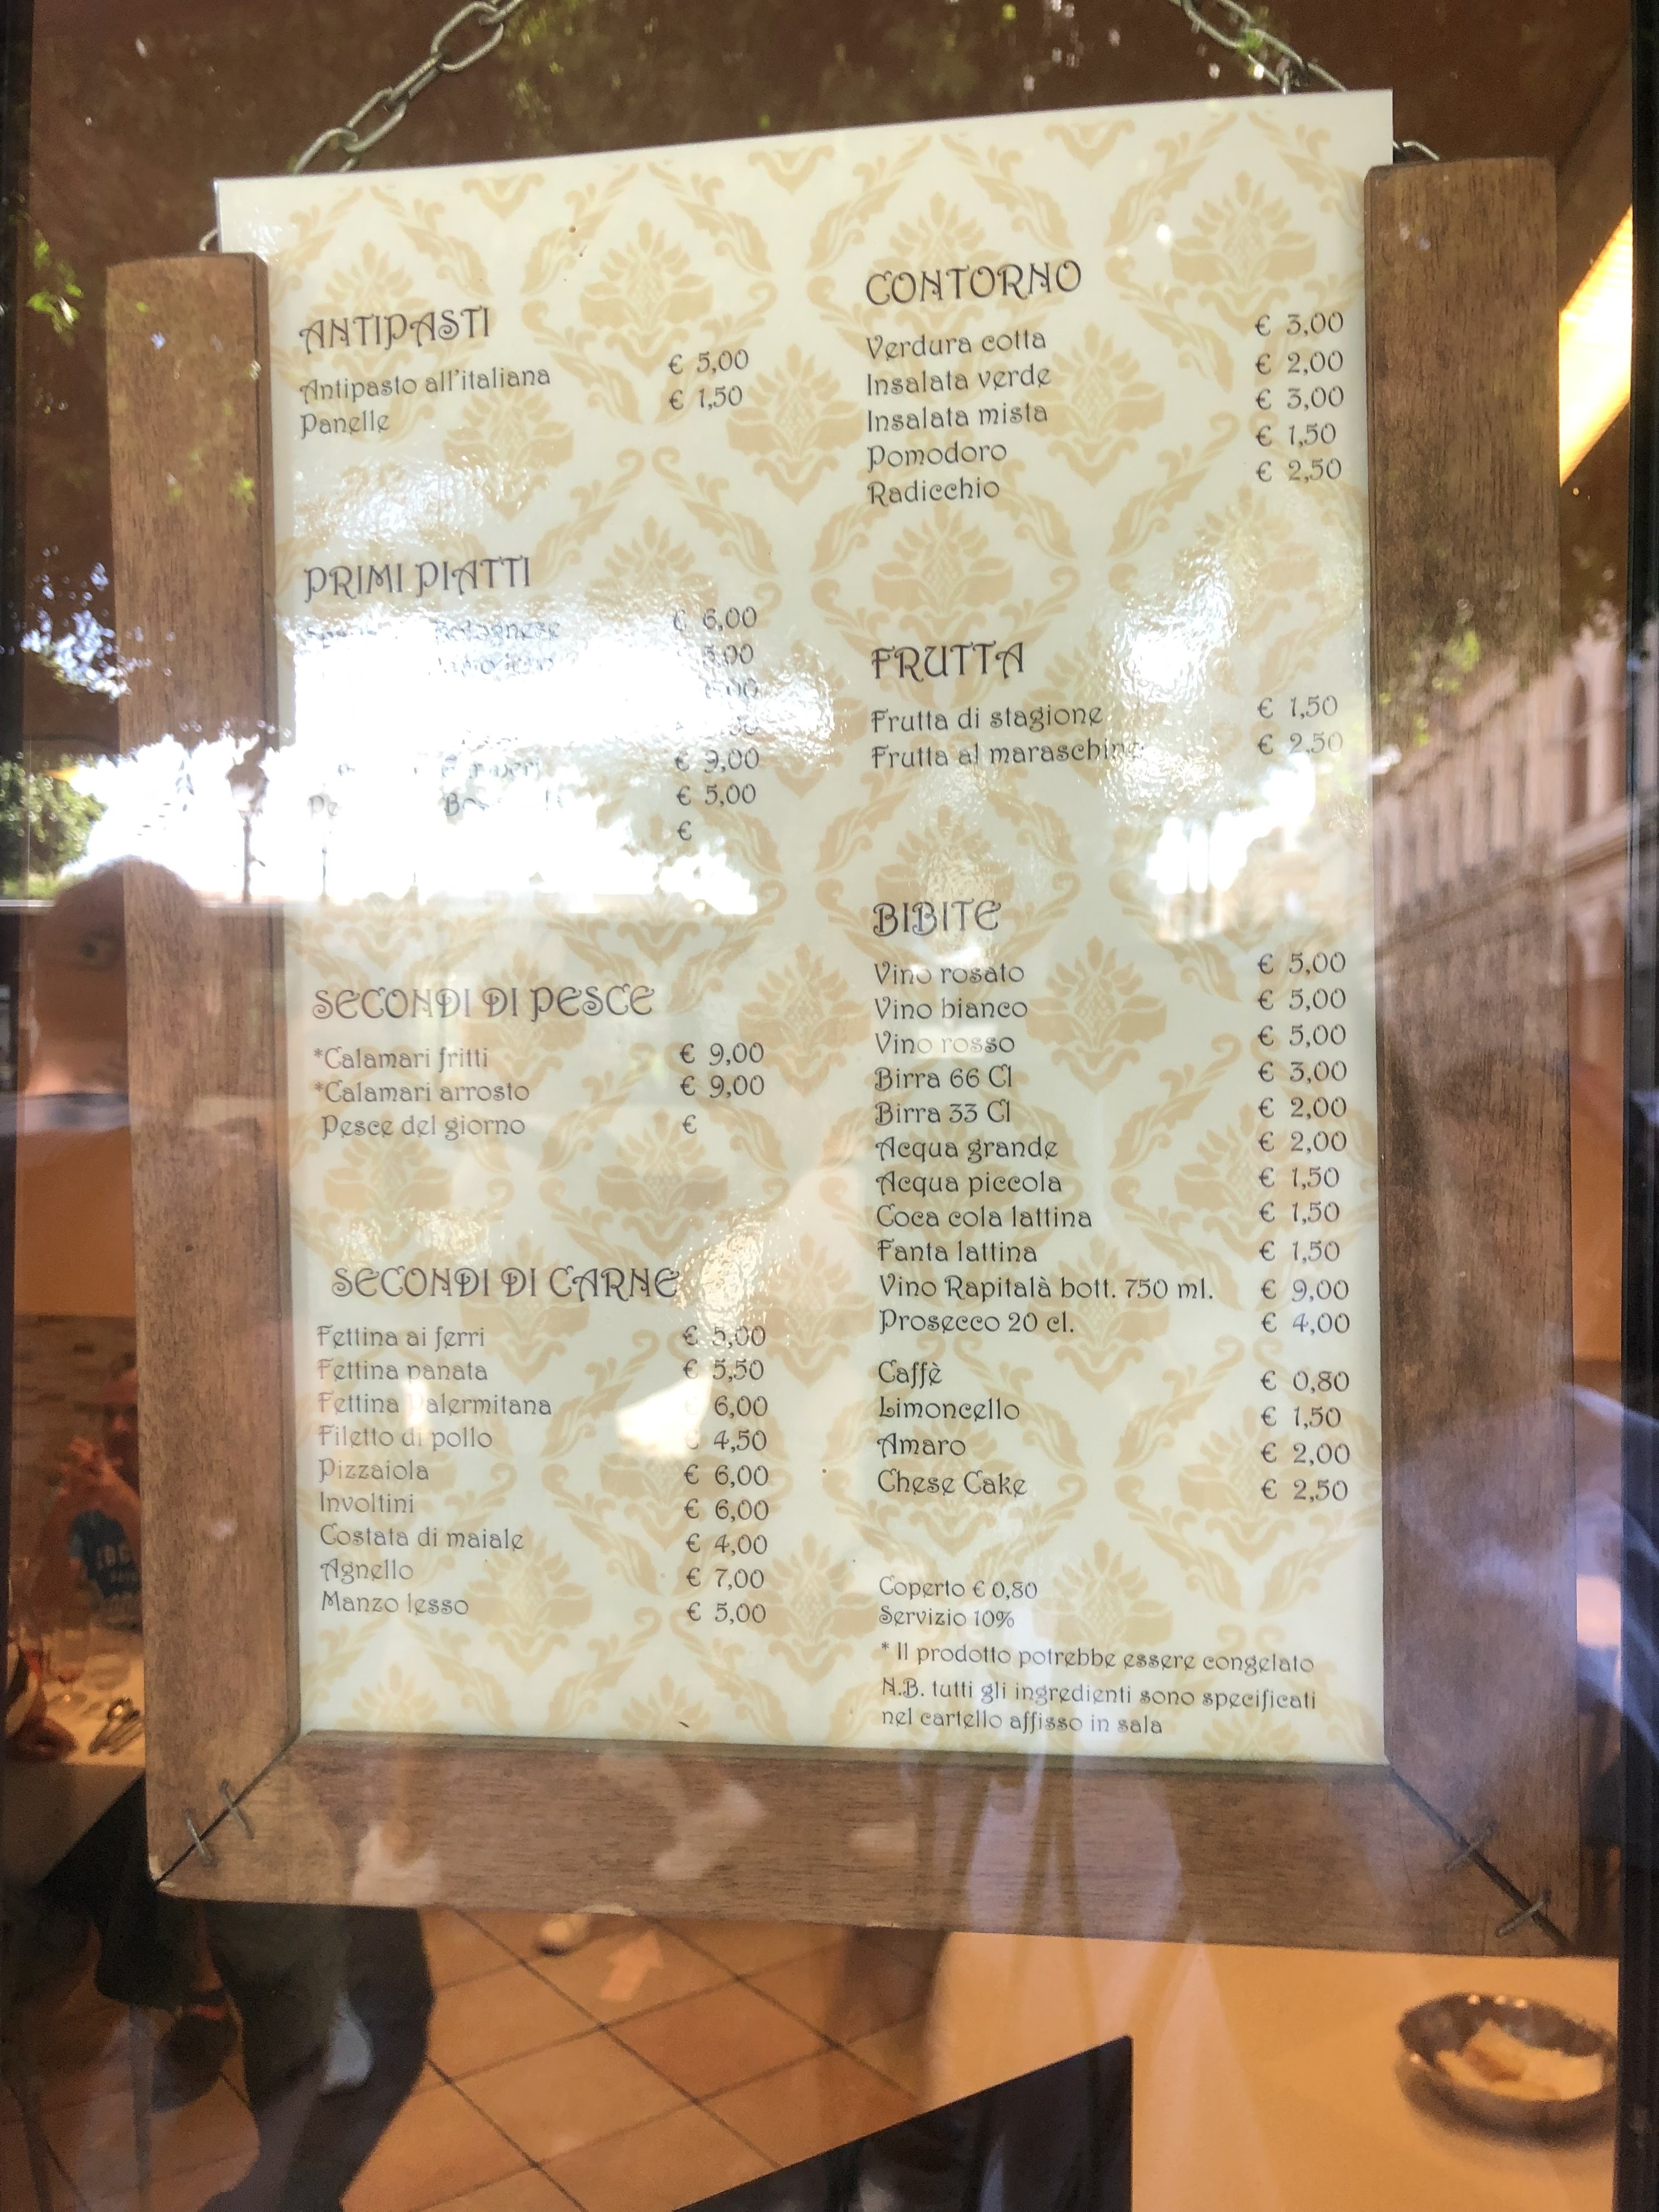 ANTIPASTI
Antipasto all'italiana € 5,00
Panelle € 1,50
PRIMI PIATTI
Bolognese € 6,00
5,00
€ 9,00
€ 5,00
€
SECONDI DI PESCE
*Calamari fritti € 9,00
*Calamari arrosto € 9,00
Pesce del giorno €
SECONDI DI CARNE
Fettina ai ferri € 5,00
Fettina panata € 5,50
Fettina Palermitana € 6,00
Filetto di pollo € 4,50
Pizzaiola € 6,00
Involtini € 6,00
Costata di maiale € 4,00
Agnello € 7,00
Manzo lesso € 5,00
CONTORNO
Verdura cotta € 3,00
Insalata verde € 2,00
Insalata mista € 3,00
Pomodoro € 1,50
Radicchio € 2,50
FRUTTA
Frutta di stagione € 1,50
Frutta al maraschino € 2,50
BIBITE
Vino rosato € 5,00
Vino bianco € 5,00
Vino rosso € 5,00
Birra 66 Cl € 3,00
Birra 33 Cl € 2,00
Acqua grande € 2,00
Acqua piccola € 1,50
Coca cola lattina € 1,50
Fanta lattina € 1,50
Vino Rapitalà bott. 750 ml. € 9,00
Prosecco 20 cl. € 4,00
Caffè € 0,80
Limoncello € 1,50
Amaro € 2,00
Chese Cake € 2,50
Coperto € 0,80
Servizio 10%
* Il prodotto potrebbe essere congelato
N.B. tutti gli ingredienti sono specificati
nel cartello affisso in sala